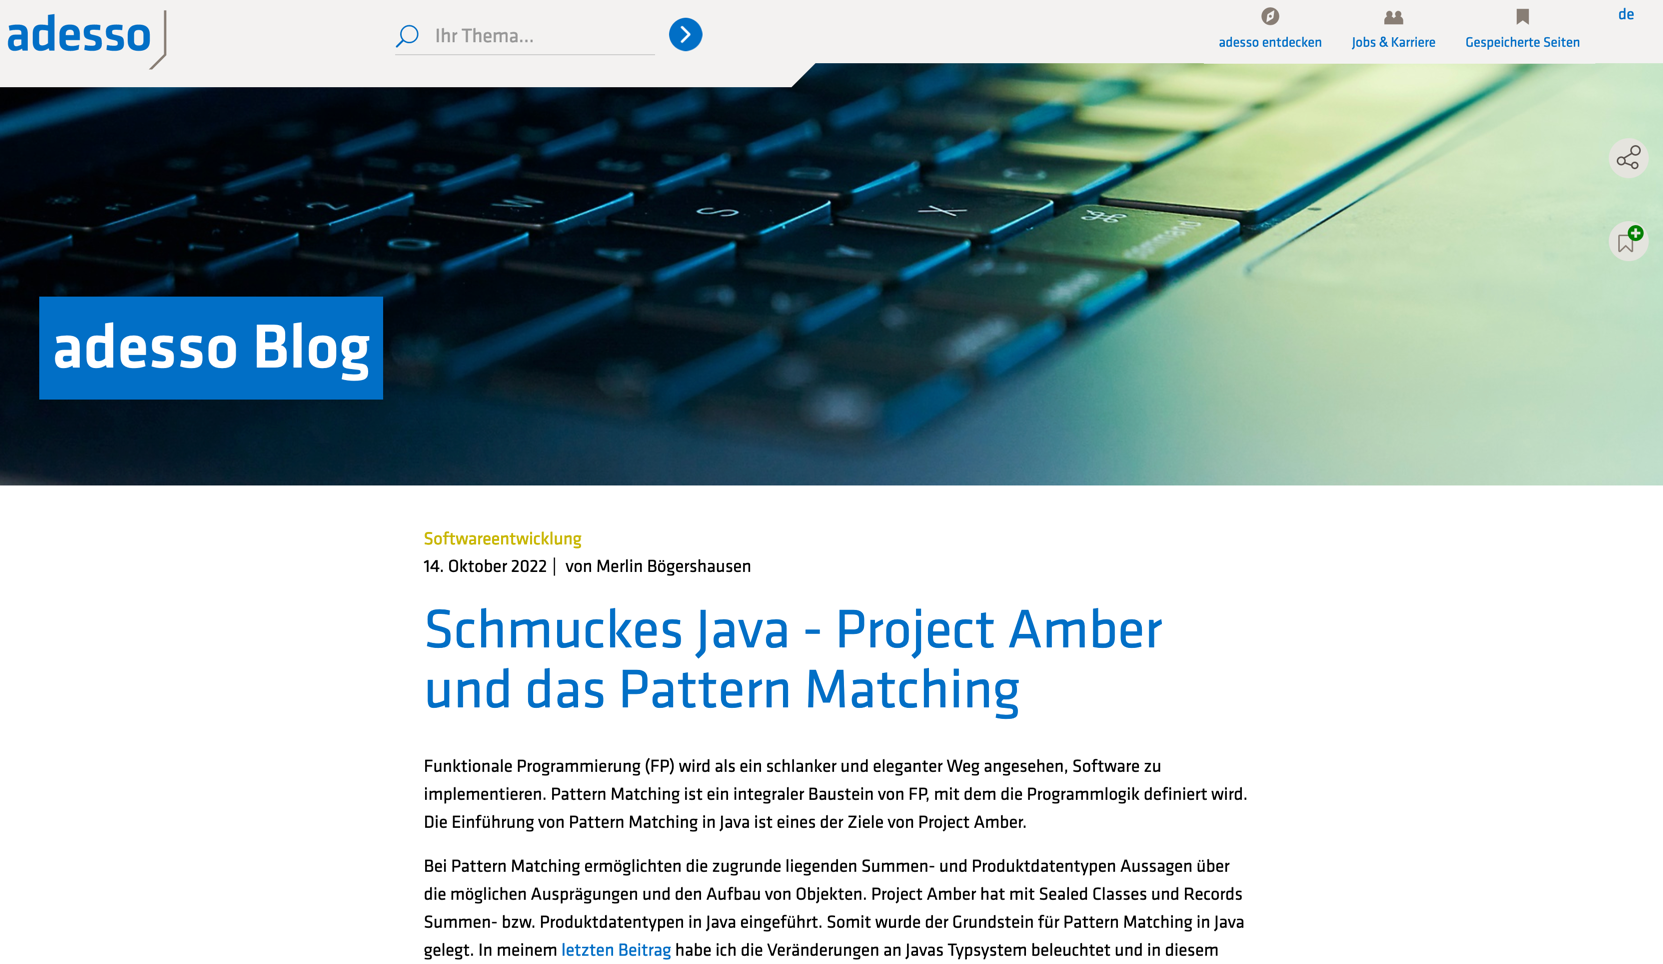 adesso
Ihr Thema...
adesso entdecken
Jobs & Karriere
Gespeicherte Seiten
de
2
W
S
X
⌘
command
Q
A
Y
adesso Blog
Softwareentwicklung
14. Oktober 2022 | von Merlin Bögershausen
Schmuckes Java - Project Amber
und das Pattern Matching
Funktionale Programmierung (FP) wird als ein schlanker und eleganter Weg angesehen, Software zu
implementieren. Pattern Matching ist ein integraler Baustein von FP, mit dem die Programmlogik definiert wird.
Die Einführung von Pattern Matching in Java ist eines der Ziele von Project Amber.
Bei Pattern Matching ermöglichten die zugrunde liegenden Summen- und Produktdatentypen Aussagen über
die möglichen Ausprägungen und den Aufbau von Objekten. Project Amber hat mit Sealed Classes und Records
Summen- bzw. Produktdatentypen in Java eingeführt. Somit wurde der Grundstein für Pattern Matching in Java
gelegt. In meinem letzten Beitrag habe ich die Veränderungen an Javas Typsystem beleuchtet und in diesem